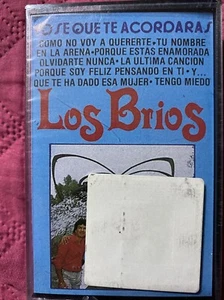 YO SE QUE TE ACORDARAS
COMO NO VOY A QUERERTE • TU NOMBRE
EN LA ARENA • PORQUE ESTAS ENAMORADA
OLVIDARTE NUNCA • LA ULTIMA CANCION
PORQUE SOY FELIZ PENSANDO EN TI • Y...
QUE TE HA DADO ESA MUJER • TENGO MIEDO
LOS BRIOS